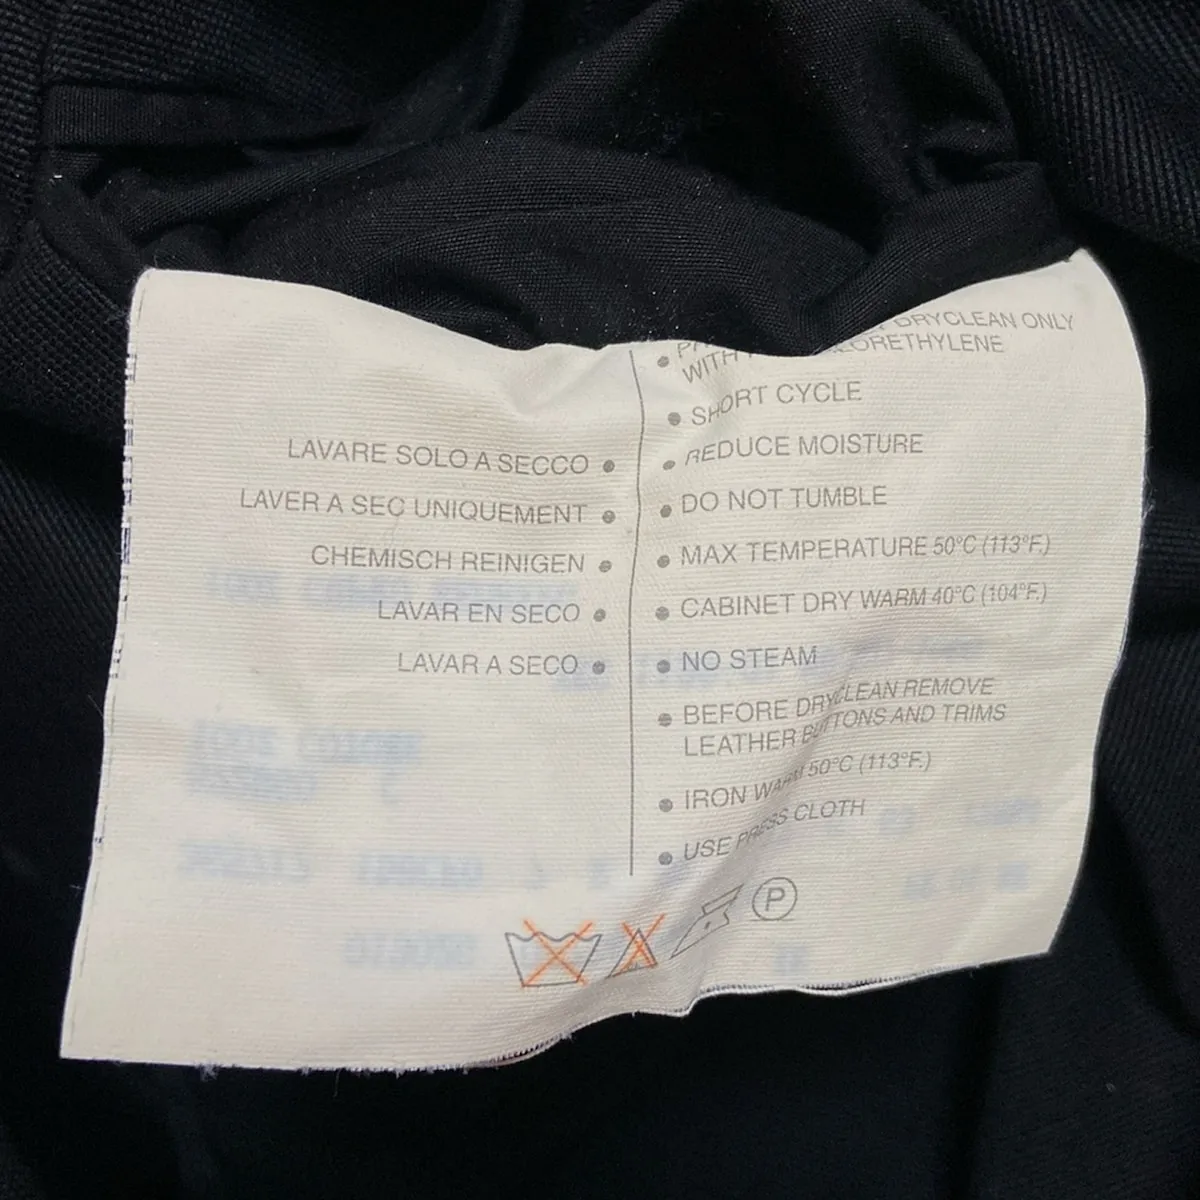 LAVARE SOLO A SECCO •
LAVER A SEC UNIQUEMENT •
CHEMISCH REINIGEN •
LAVAR EN SECO •
LAVAR A SECO •
DRYCLEAN ONLY
WITH
• SHORT CYCLE
• REDUCE MOISTURE
• DO NOT TUMBLE
• MAX TEMPERATURE 50°C (113°F.)
• CABINET DRY WARM 40°C (104°F.)
• NO STEAM
• BEFORE DRYCLEAN REMOVE
LEATHER BUTTONS AND TRIMS
• IRON WARM 50°C (113°F.)
• USE PRESS CLOTH
P